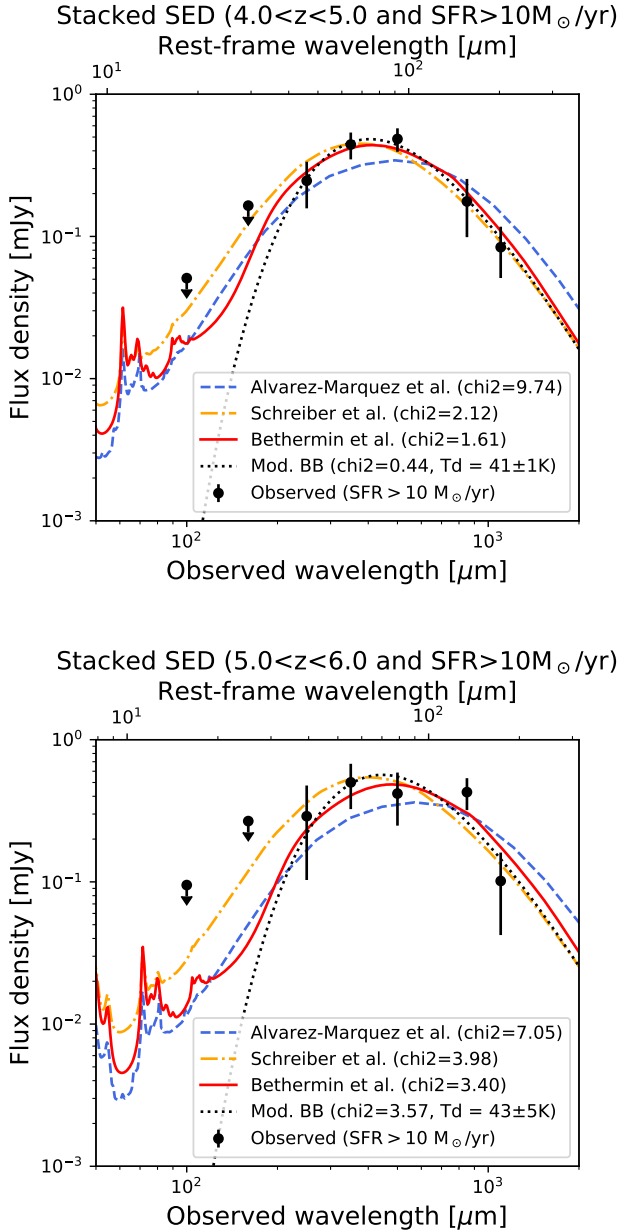 Stacked SED (4.0<z<5.0 and SFR>10M☉/yr)
Rest-frame wavelength [μm]
10¹ 10²
10⁰
10⁻¹
10⁻²
10⁻³
Flux density [mJy]
Alvarez-Marquez et al. (chi2=9.74)
Schreiber et al. (chi2=2.12)
Bethermin et al. (chi2=1.61)
Mod. BB (chi2=0.44, Td = 41±1K)
Observed (SFR > 10 M☉/yr)
10² 10³
Observed wavelength [μm]
Stacked SED (5.0<z<6.0 and SFR>10M☉/yr)
Rest-frame wavelength [μm]
10¹ 10²
10⁰
10⁻¹
10⁻²
10⁻³
Flux density [mJy]
Alvarez-Marquez et al. (chi2=7.05)
Schreiber et al. (chi2=3.98)
Bethermin et al. (chi2=3.40)
Mod. BB (chi2=3.57, Td = 43±5K)
Observed (SFR > 10 M☉/yr)
10² 10³
Observed wavelength [μm]